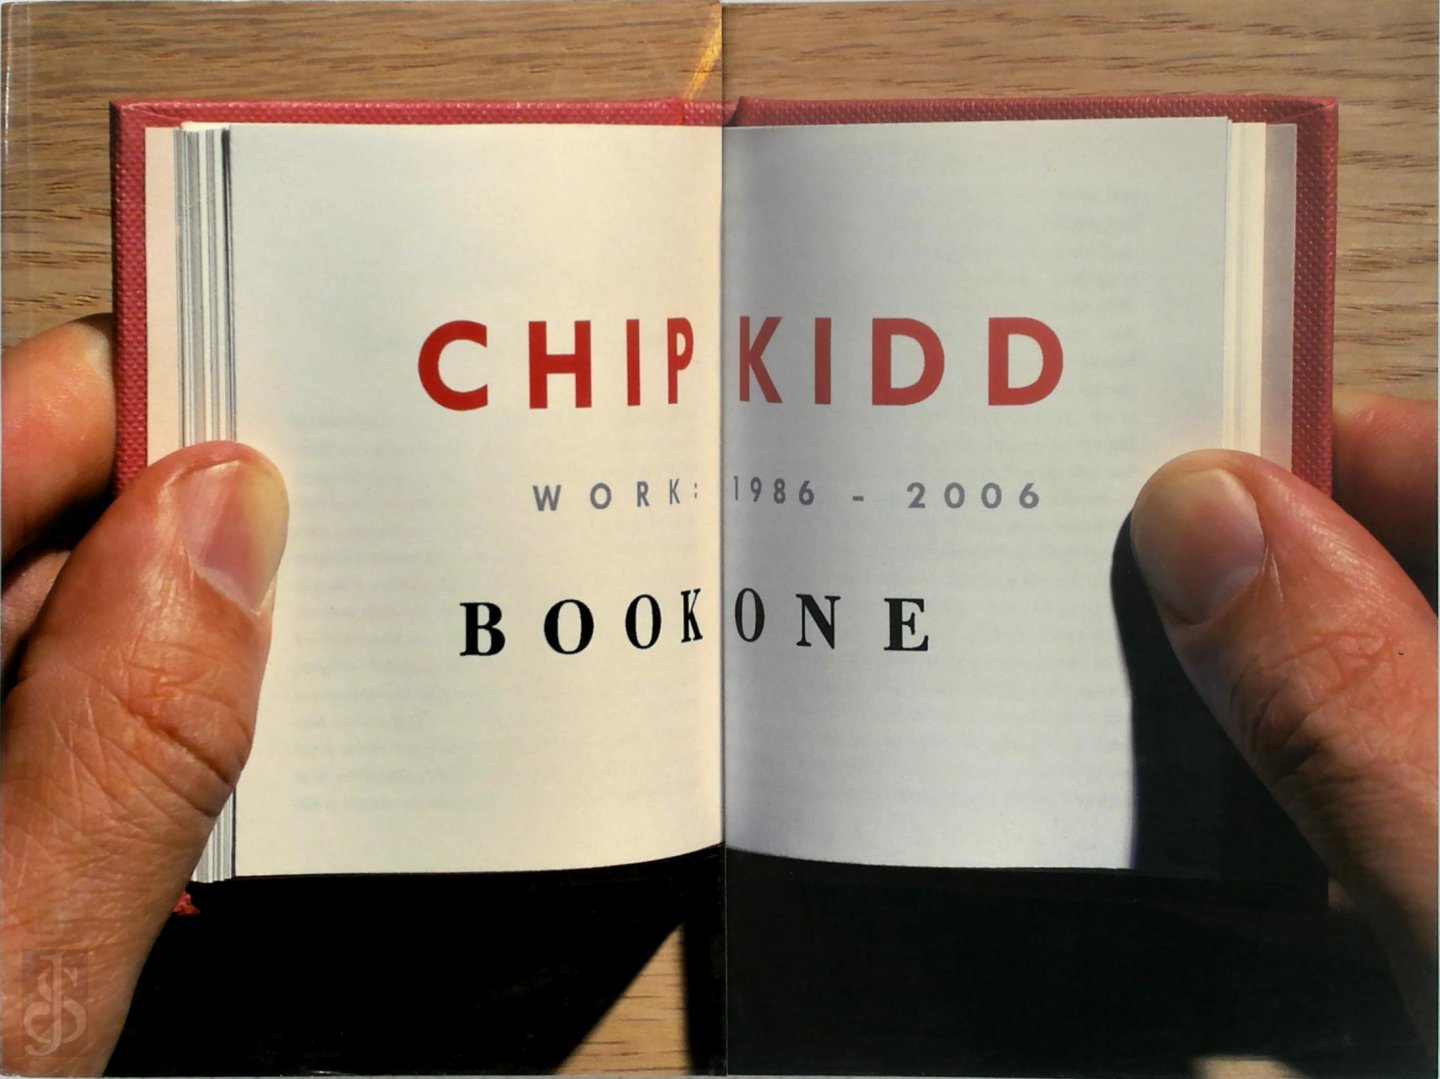 CHIP KIDD
WORK: 1986 - 2006
BOOK ONE